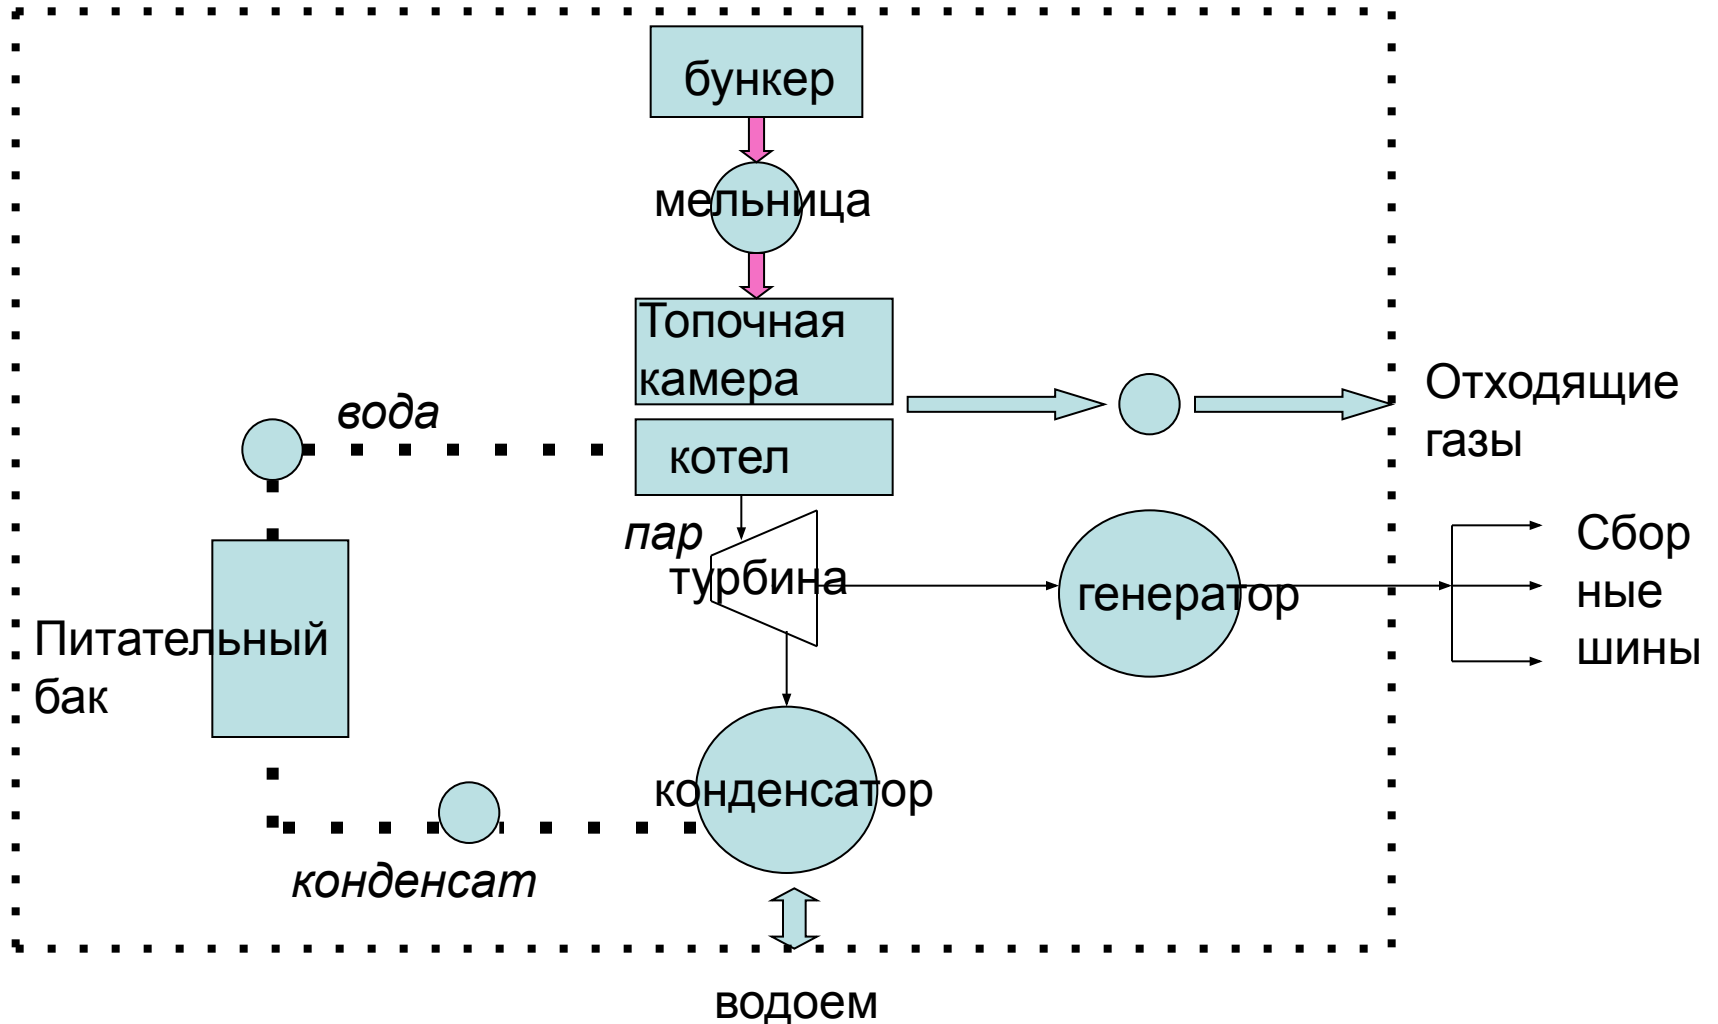 бункер
мельница
Топочная
камера
Отходящие
газы
вода
котел
пар
турбина
генератор
Сбор
ные
шины
Питательный
бак
конденсатор
конденсат
водоем